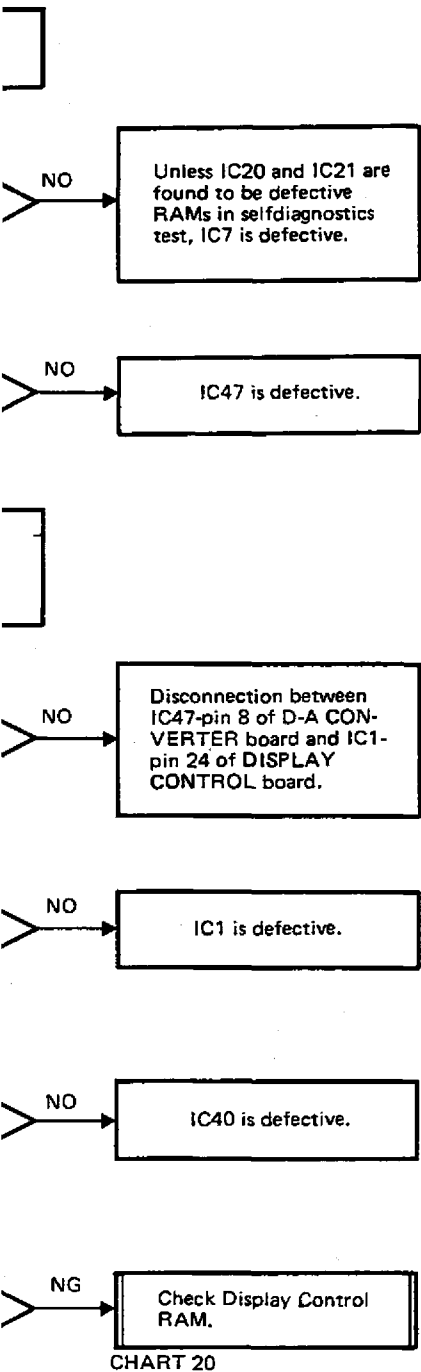 NO
Unless IC20 and IC21 are
found to be defective
RAMs in selfdiagnostics
test, IC7 is defective.
NO
IC47 is defective.
NO
Disconnection between
IC47-pin 8 of D-A CON-
VERTER board and IC1-
pin 24 of DISPLAY
CONTROL board.
NO
IC1 is defective.
NO
IC40 is defective.
NG
Check Display Control
RAM.
CHART 20